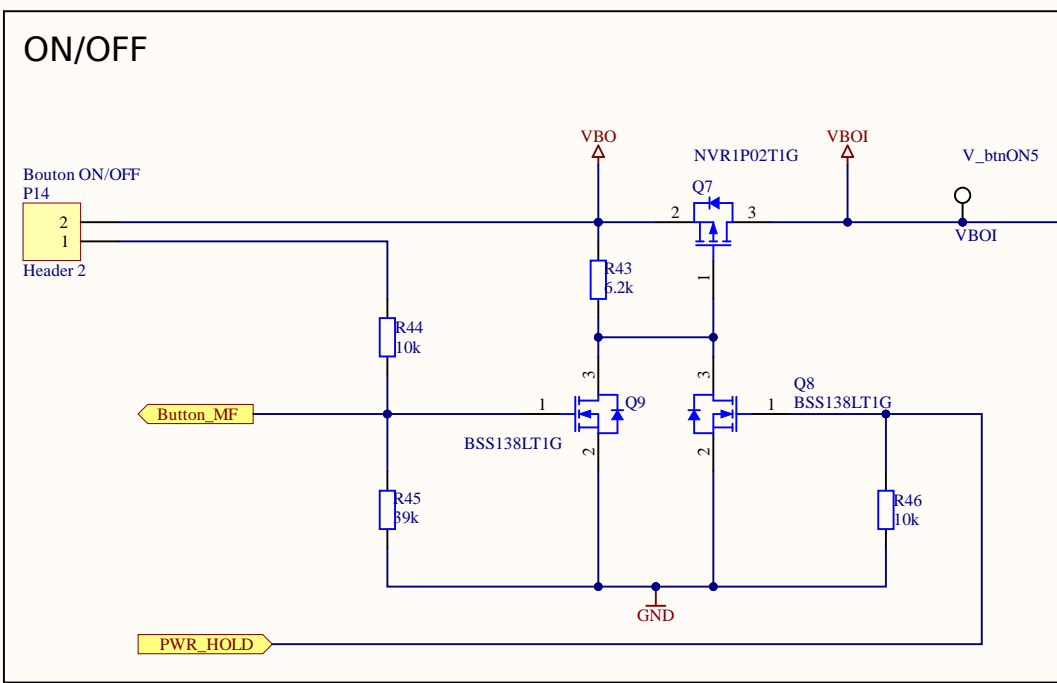 ON/OFF
VBO
VBOI
NVR1P02T1G
V_btnON5
Bouton ON/OFF
P14
Q7
2
2
3
1
VBOI
Header 2
R43
6.2k
1
R44
10k
3
3
Q8
BSS138LT1G
Button_MF
1
Q9
1
BSS138LT1G
2
2
R45
39k
R46
10k
GND
PWR_HOLD